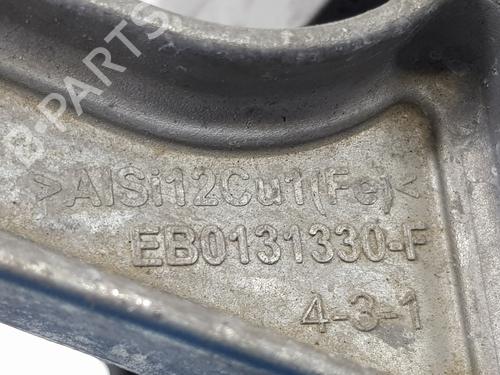 B-PARTS
>AlSi12Cu1(Fe)<
EB0131330-F
4-3-1